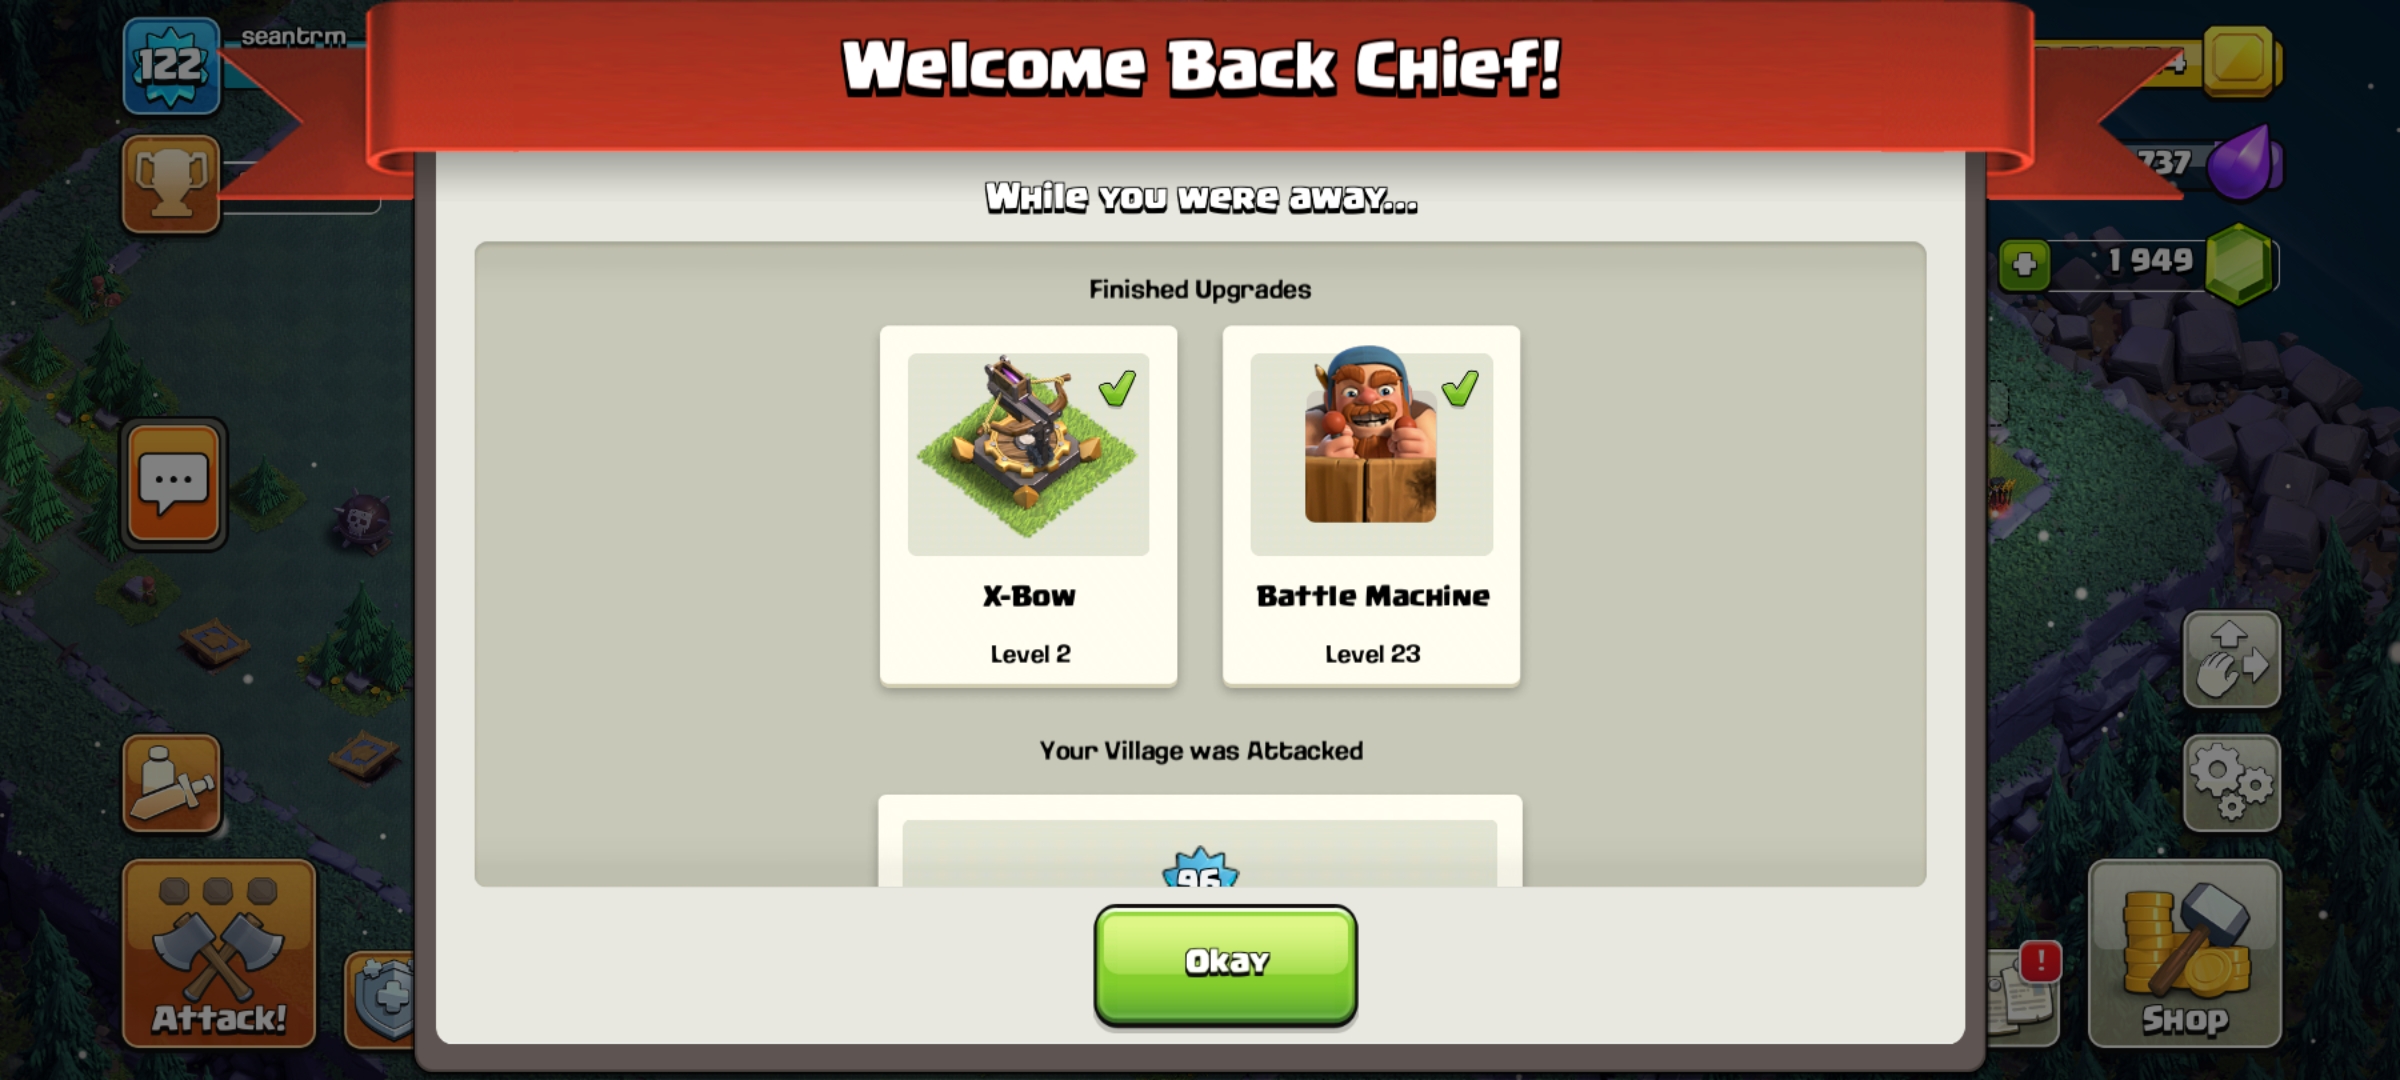 Welcome Back Chief!
122
seantrm
While you were away...
737
1 949
Finished Upgrades
X-Bow
Level 2
Battle Machine
Level 23
Your Village was Attacked
96
Okay
Attack!
!
Shop